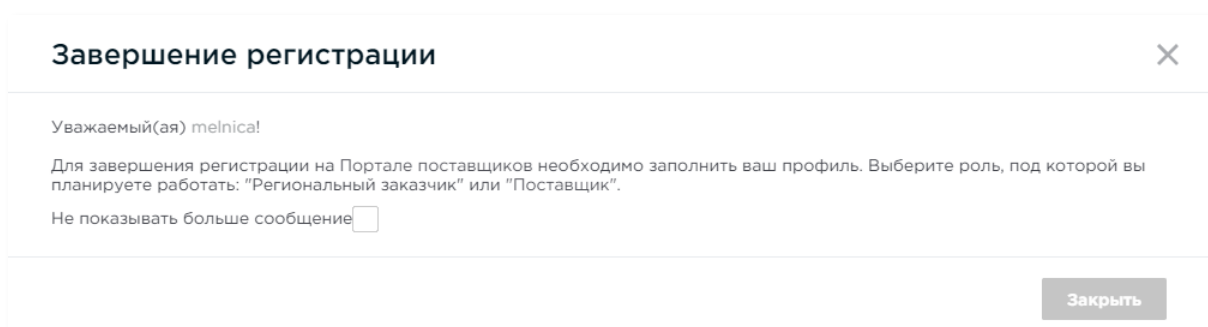 Завершение регистрации
Уважаемый(ая) melnica!
Для завершения регистрации на Портале поставщиков необходимо заполнить ваш профиль. Выберите роль, под которой вы
планируете работать: "Региональный заказчик" или "Поставщик".
Не показывать больше сообщение
Закрыть